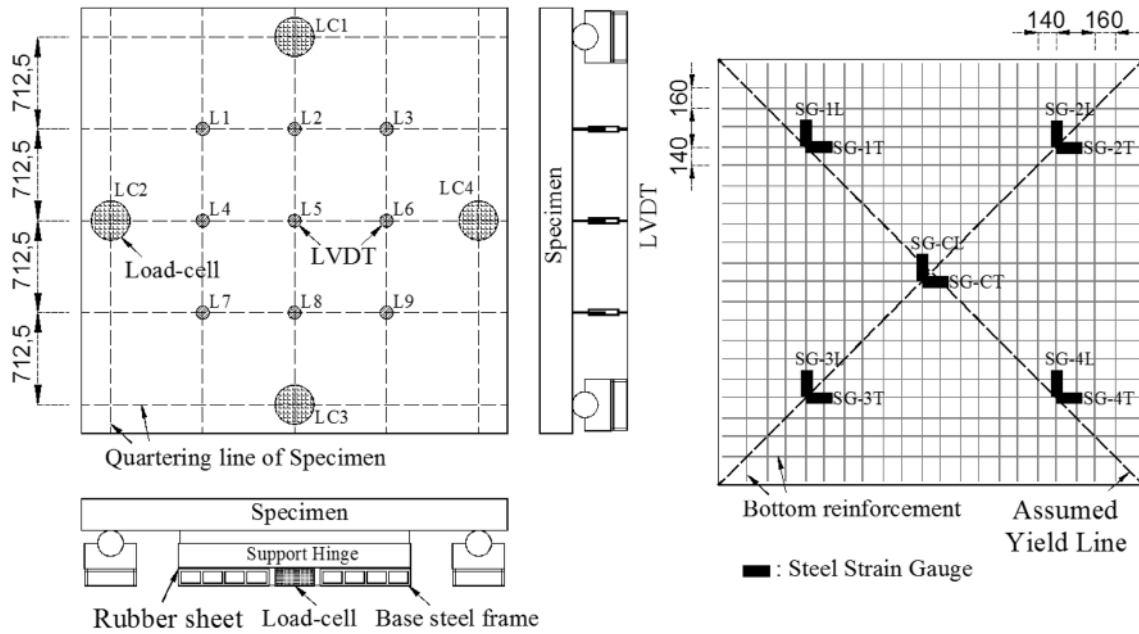 LC1
712,5
L1
L2
L3
712,5
LC2
LC4
L4
L5
L6
Load-cell
LVDT
712,5
L7
L8
L9
712,5
LC3
Quartering line of Specimen
Specimen
LVDT
Specimen
Support Hinge
Rubber sheet
Load-cell
Base steel frame
140
160
160
140
SG-1L
SG-1T
SG-2L
SG-2T
SG-CL
SG-CT
SG-3L
SG-3T
SG-4L
SG-4T
Bottom reinforcement
Assumed
Yield Line
: Steel Strain Gauge